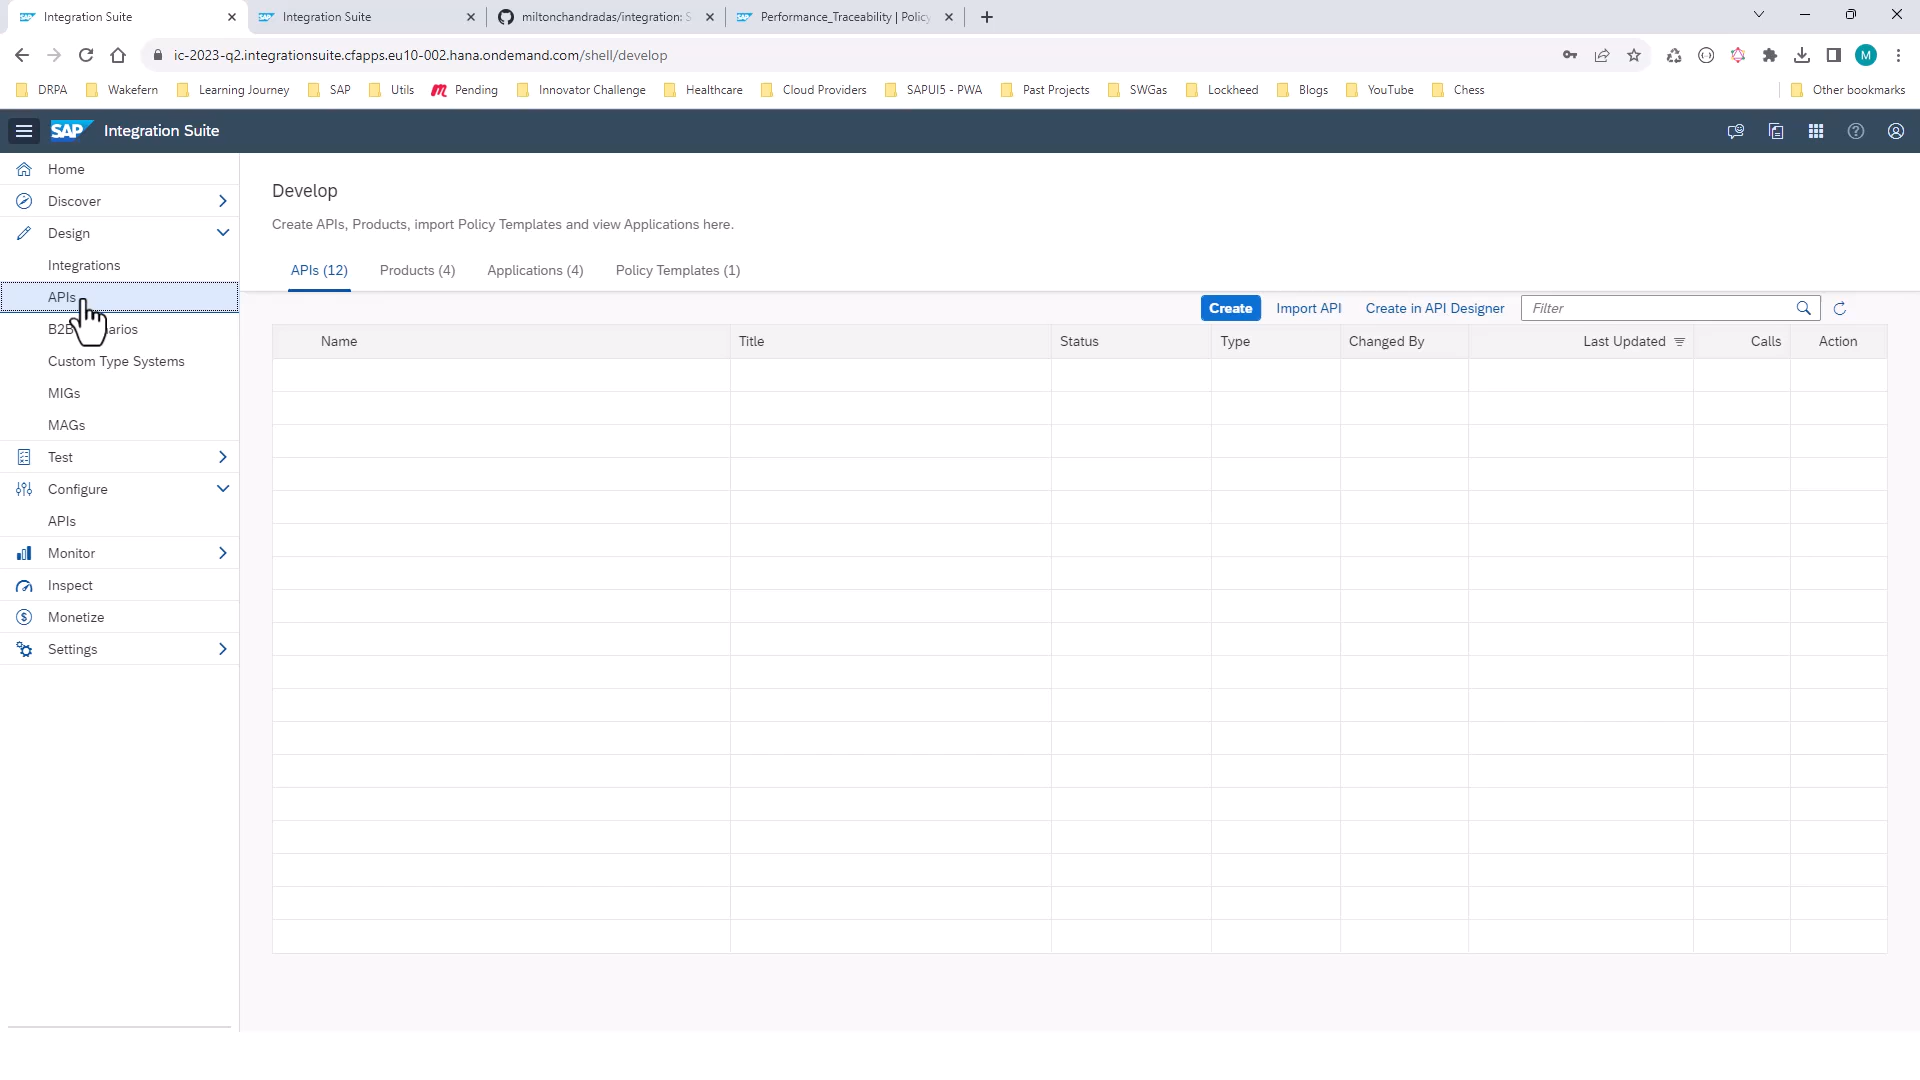 Integration Suite
Integration Suite
miltonchandradas/integration: S
Performance_Traceability | Policy
ic-2023-q2.integrationsuite.cfapps.eu10-002.hana.ondemand.com/shell/develop
M
DRPA
Wakefern
Learning Journey
SAP
Utils
Pending
Innovator Challenge
Healthcare
Cloud Providers
SAPUI5 - PWA
Past Projects
SWGas
Lockheed
Blogs
YouTube
Chess
Other bookmarks
SAP Integration Suite
Home
Discover
Design
Integrations
APIs
Custom Type Systems
MIGs
MAGs
Test
Configure
APIs
Monitor
Inspect
Monetize
Settings
Develop
Create APIs, Products, import Policy Templates and view Applications here.
APIs (12)
Products (4)
Applications (4)
Policy Templates (1)
Create
Import API
Create in API Designer
Filter
Name
Title
Status
Type
Changed By
Last Updated
Calls
Action